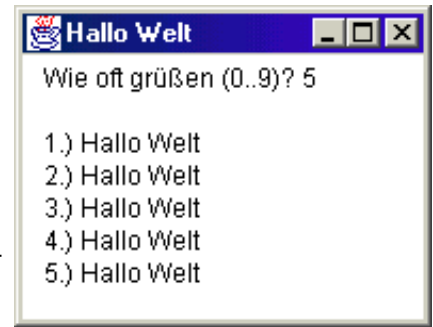 Hallo Welt
Wie oft grüßen (0..9)? 5
1.) Hallo Welt
2.) Hallo Welt
3.) Hallo Welt
4.) Hallo Welt
5.) Hallo Welt